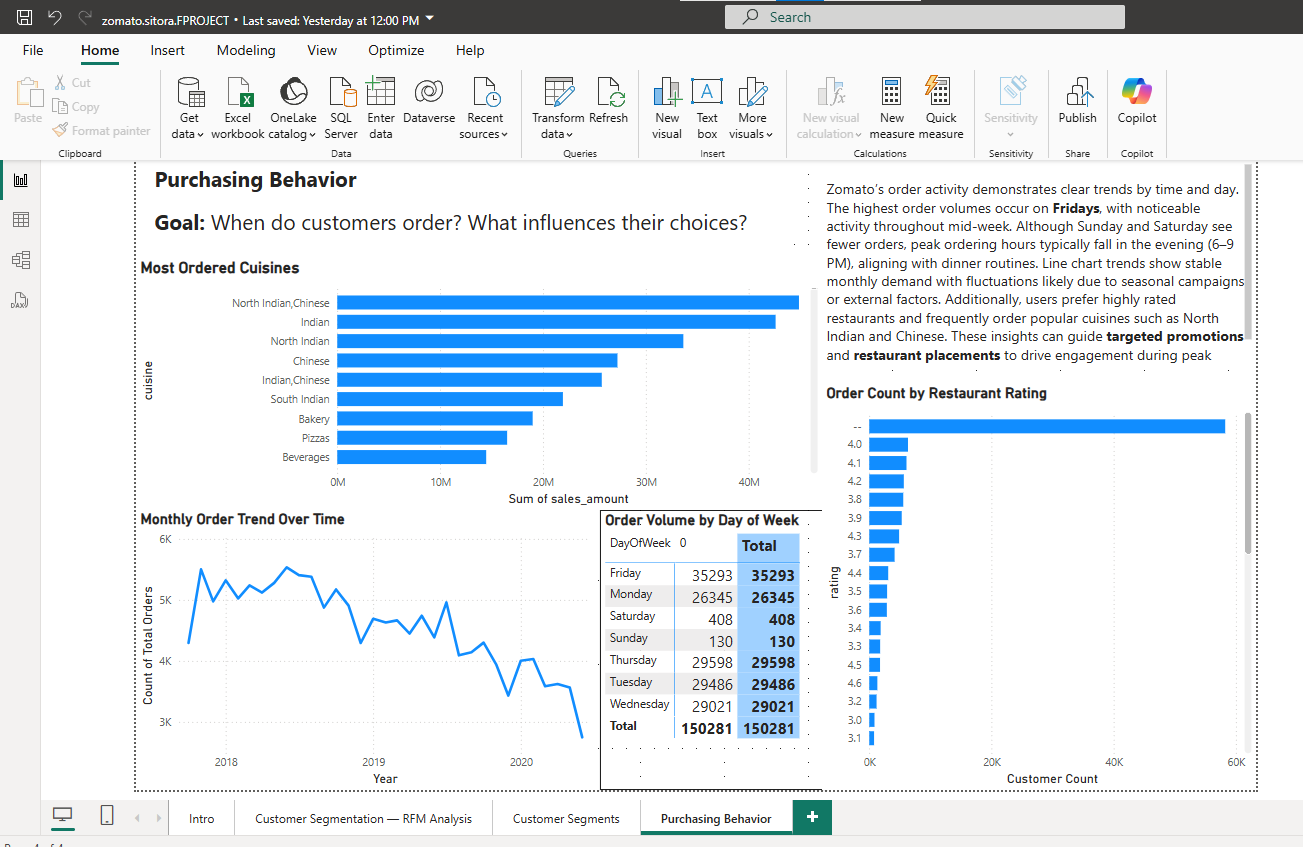 zomato.sitora.FPROJECT • Last saved: Yesterday at 12:00 PM
Search
File Home Insert Modeling View Optimize Help
Paste
Cut
Copy
Format painter
Clipboard
Get data
Excel workbook
OneLake catalog
SQL Server
Enter data
Dataverse
Recent sources
Data
Transform data
Refresh
Queries
New visual
Text box
More visuals
Insert
New visual calculation
New measure
Quick measure
Calculations
Sensitivity
Sensitivity
Publish
Share
Copilot
Copilot
DAX
Purchasing Behavior
Goal: When do customers order? What influences their choices?
Most Ordered Cuisines
cuisine
North Indian,Chinese
Indian
North Indian
Chinese
Indian,Chinese
South Indian
Bakery
Pizzas
Beverages
0M 10M 20M 30M 40M
Sum of sales_amount
Zomato's order activity demonstrates clear trends by time and day.
The highest order volumes occur on Fridays, with noticeable
activity throughout mid-week. Although Sunday and Saturday see
fewer orders, peak ordering hours typically fall in the evening (6–9
PM), aligning with dinner routines. Line chart trends show stable
monthly demand with fluctuations likely due to seasonal campaigns
or external factors. Additionally, users prefer highly rated
restaurants and frequently order popular cuisines such as North
Indian and Chinese. These insights can guide targeted promotions
and restaurant placements to drive engagement during peak
Monthly Order Trend Over Time
Count of Total Orders
6K
5K
4K
3K
2018 2019 2020
Year
Order Volume by Day of Week
DayOfWeek 0 Total
Friday 35293 35293
Monday 26345 26345
Saturday 408 408
Sunday 130 130
Thursday 29598 29598
Tuesday 29486 29486
Wednesday 29021 29021
Total 150281 150281
Order Count by Restaurant Rating
rating
--
4.0
4.1
4.2
3.8
3.9
4.3
3.7
4.4
3.5
3.6
3.4
3.3
4.5
4.6
3.2
3.0
3.1
0K 20K 40K 60K
Customer Count
Intro
Customer Segmentation — RFM Analysis
Customer Segments
Purchasing Behavior
+